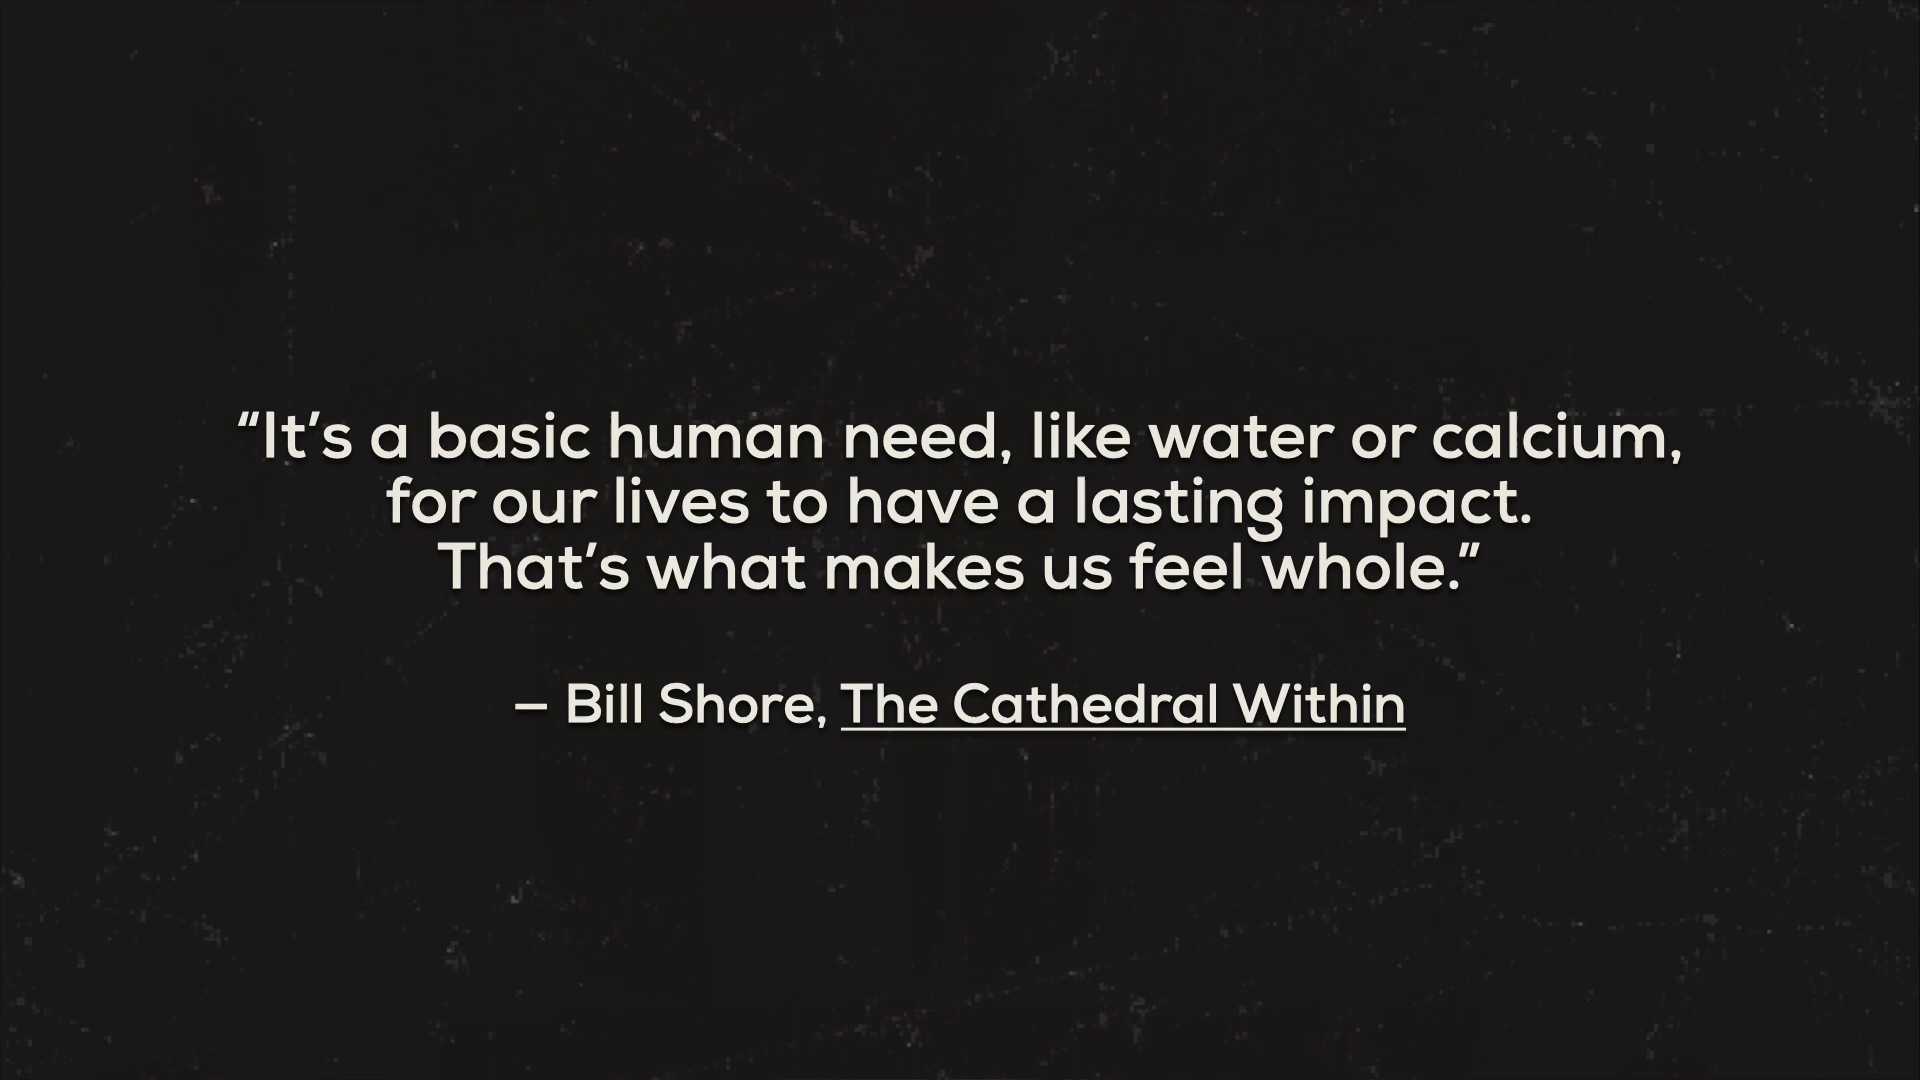 “It’s a basic human need, like water or calcium,
for our lives to have a lasting impact.
That’s what makes us feel whole.”
– Bill Shore, The Cathedral Within